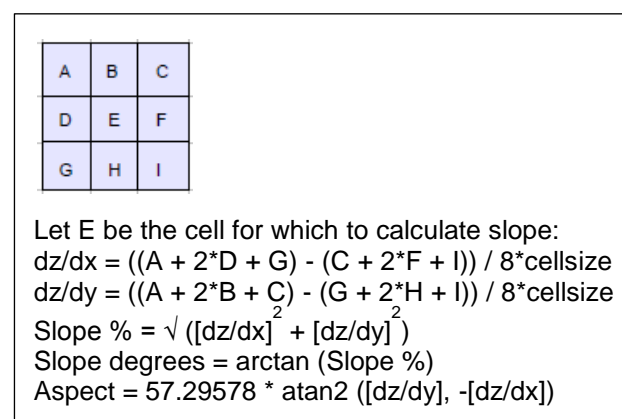 A B C
D E F
G H I
Let E be the cell for which to calculate slope:
dz/dx = ((A + 2*D + G) - (C + 2*F + I)) / 8*cellsize
dz/dy = ((A + 2*B + C) - (G + 2*H + I)) / 8*cellsize
Slope % = √ ([dz/dx]² + [dz/dy]²)
Slope degrees = arctan (Slope %)
Aspect = 57.29578 * atan2 ([dz/dy], -[dz/dx])